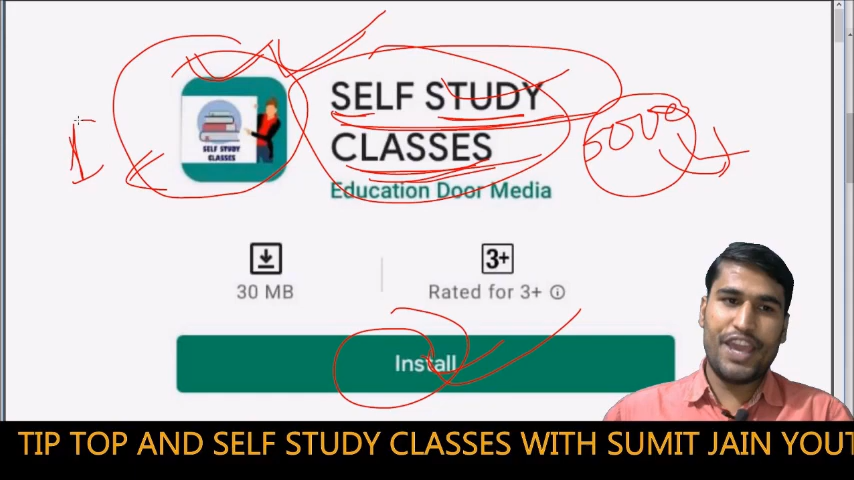 SELF STUDY
CLASSES
SELF STUDY
CLASSES
Education Door Media
30 MB
3+
Rated for 3+
Install
TIP TOP AND SELF STUDY CLASSES WITH SUMIT JAIN YOUT